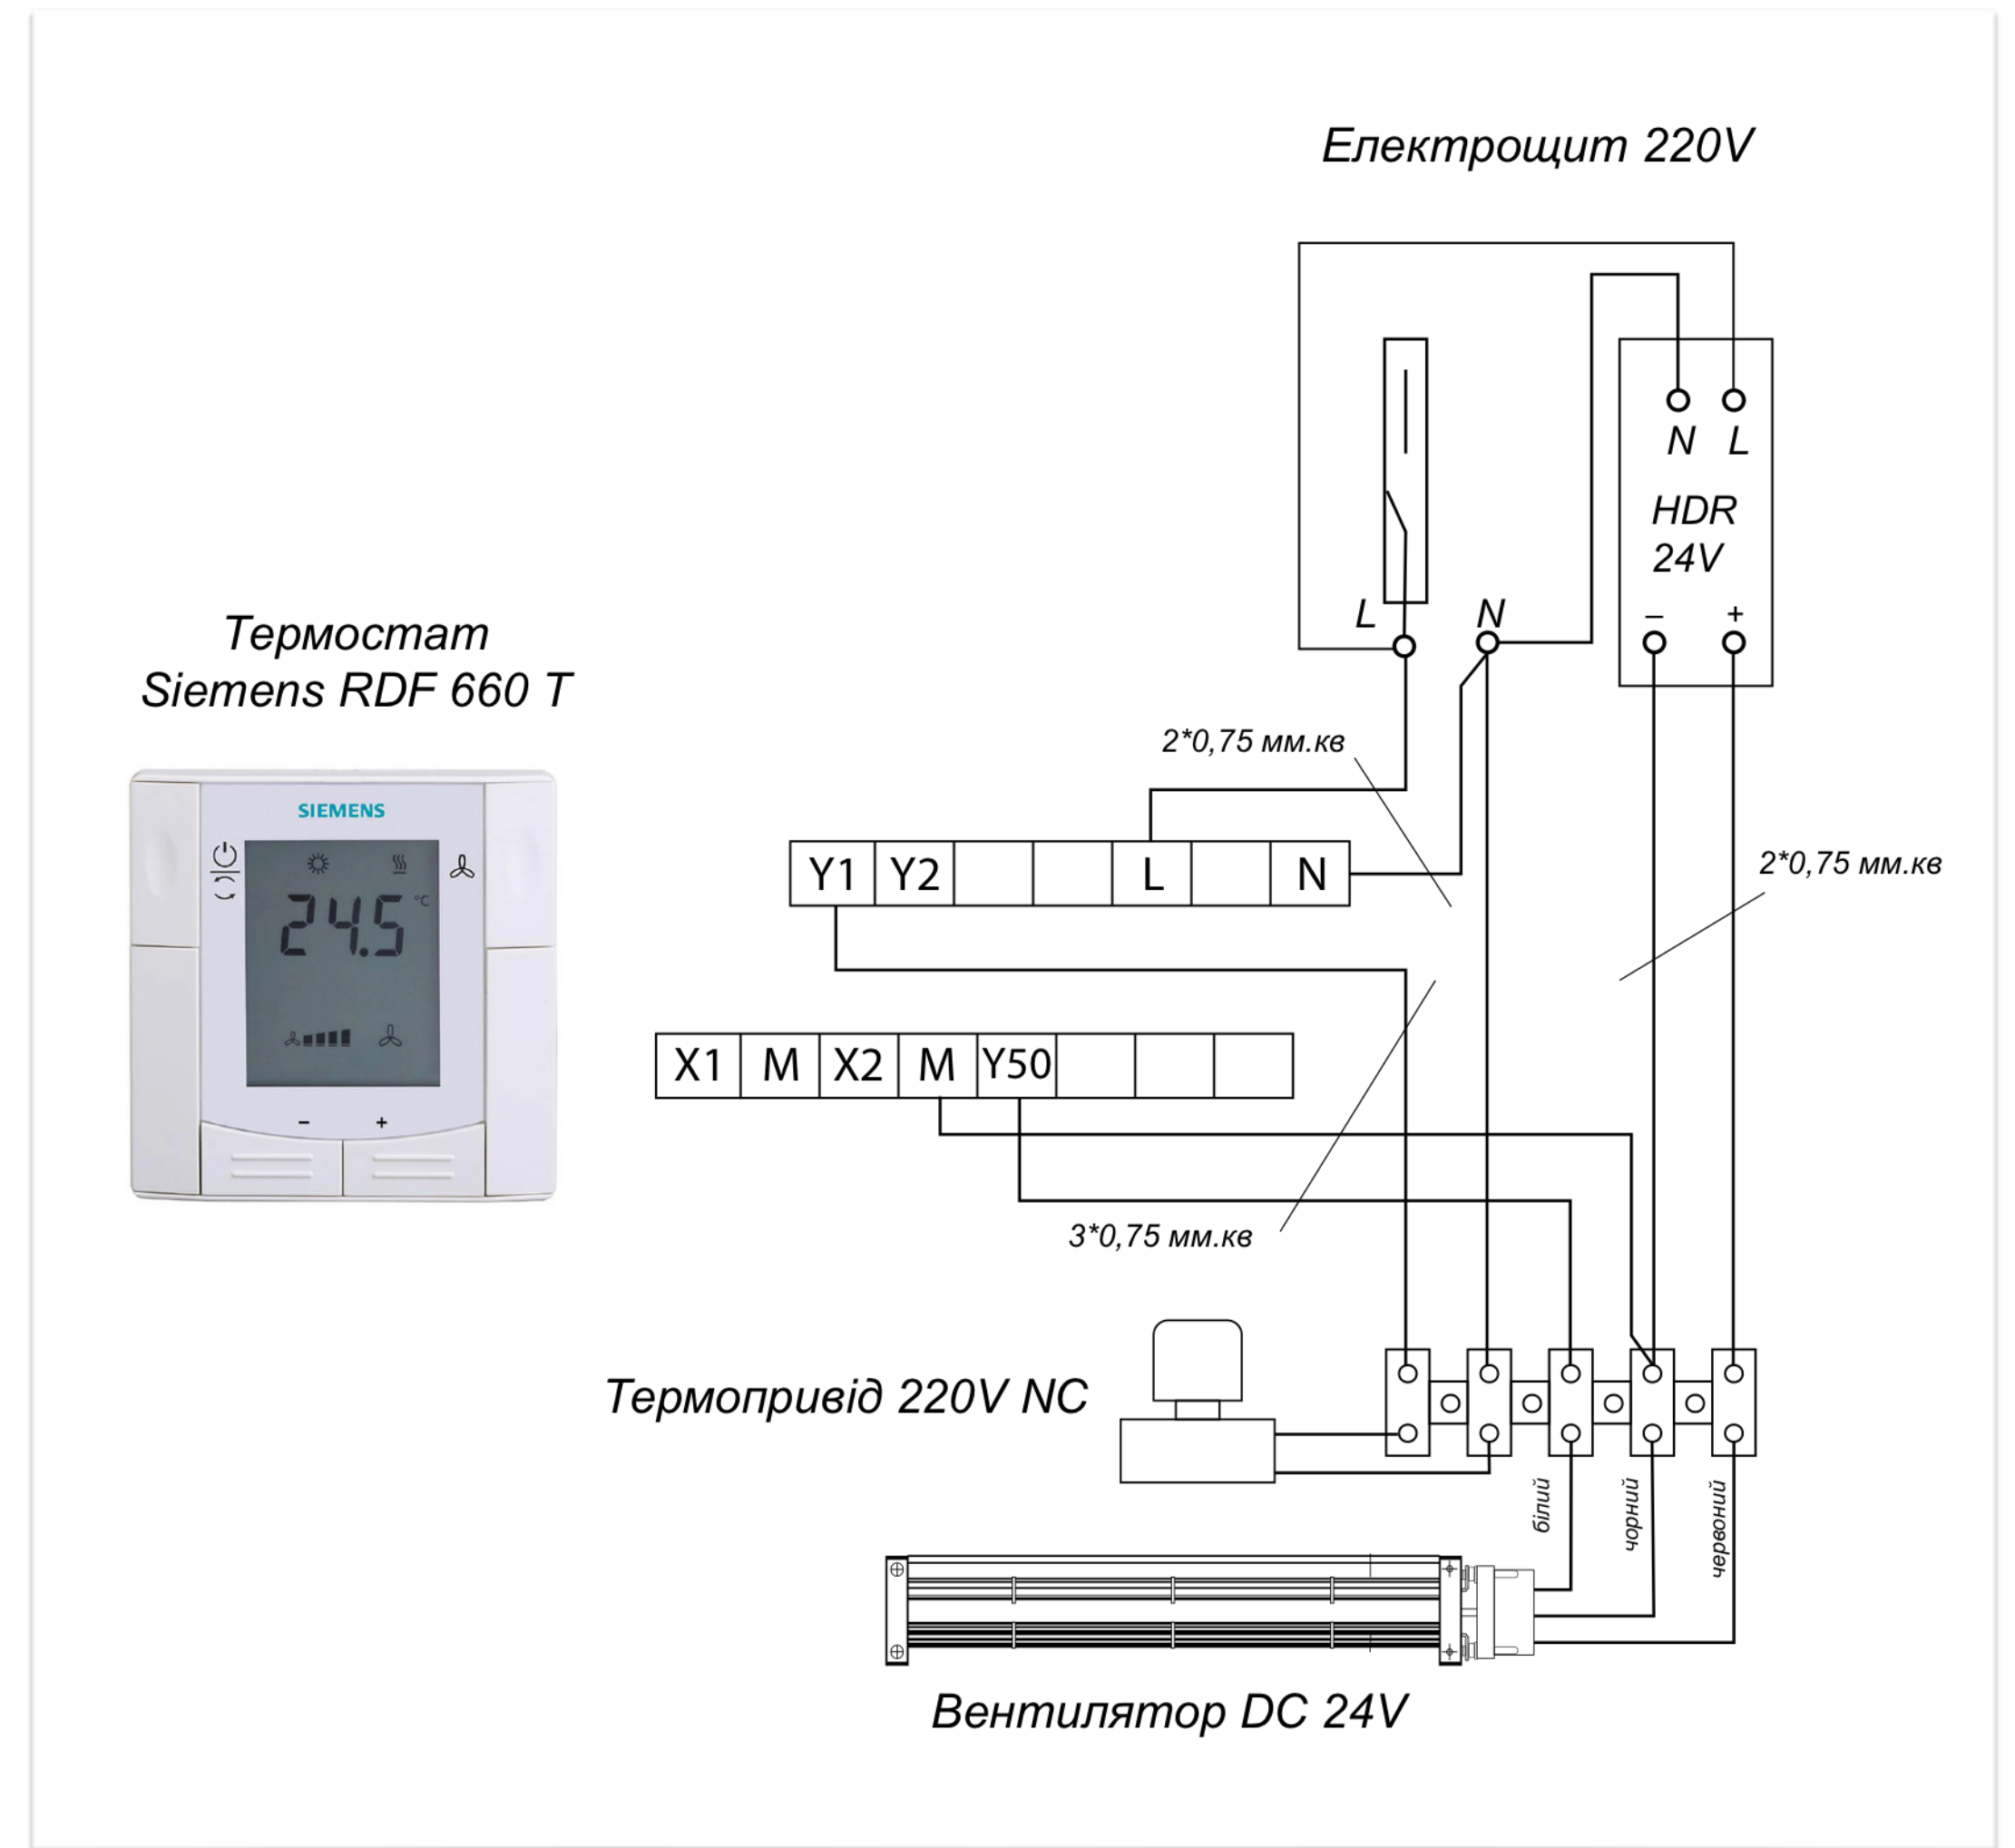 Електрощит 220V
N L
HDR
24V
– +
L N
Термостат
Siemens RDF 660 T
2*0,75 мм.кв
SIEMENS
24.5 °C
– +
Y1 Y2 L N
2*0,75 мм.кв
X1 M X2 M Y50
3*0,75 мм.кв
Термопривід 220V NC
білий
чорний
червоний
Вентилятор DC 24V